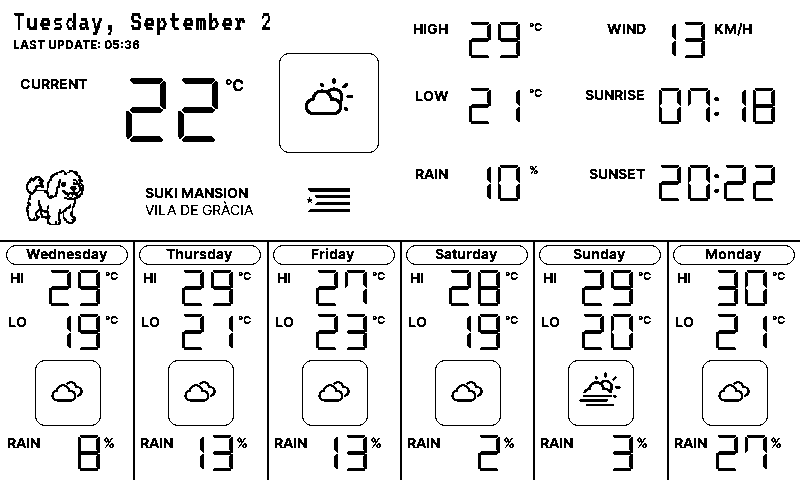 Tuesday, September 2
LAST UPDATE: 05:36
CURRENT 22 °C
SUKI MANSION
VILA DE GRÀCIA
HIGH 29 °C
WIND 13 KM/H
LOW 21 °C
SUNRISE 07:18
RAIN 10 %
SUNSET 20:22
Wednesday
HI 29 °C
LO 19 °C
RAIN 8 %
Thursday
HI 29 °C
LO 21 °C
RAIN 13 %
Friday
HI 27 °C
LO 23 °C
RAIN 13 %
Saturday
HI 28 °C
LO 19 °C
RAIN 2 %
Sunday
HI 29 °C
LO 20 °C
RAIN 3 %
Monday
HI 30 °C
LO 21 °C
RAIN 27 %